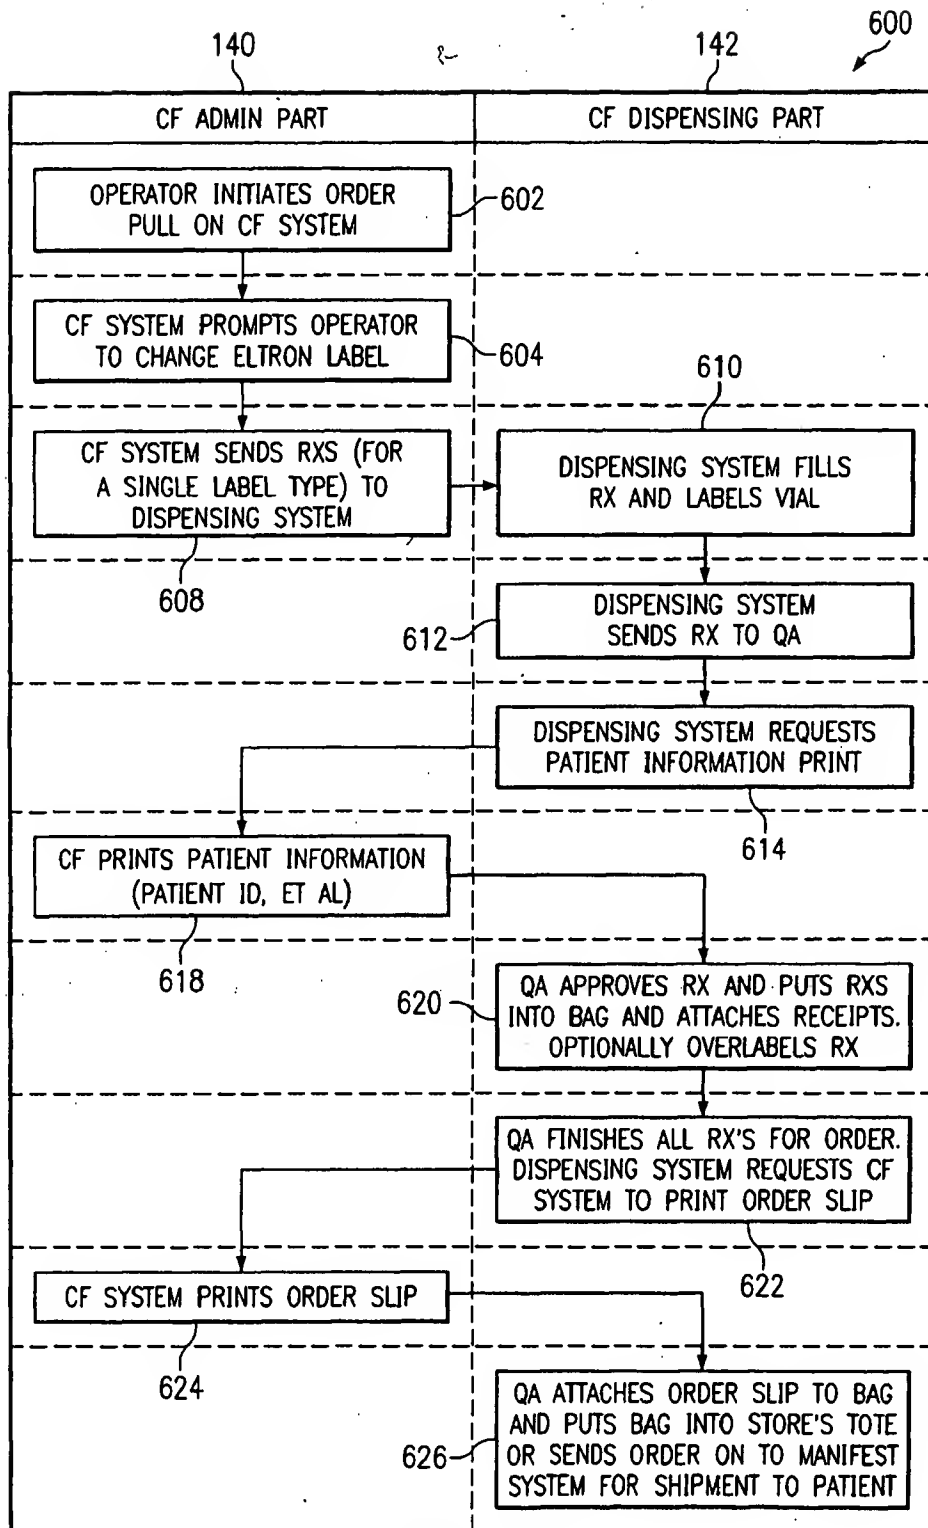 600
140
142
CF ADMIN PART
CF DISPENSING PART
OPERATOR INITIATES ORDER
PULL ON CF SYSTEM
602
CF SYSTEM PROMPTS OPERATOR
TO CHANGE ELTRON LABEL
604
610
CF SYSTEM SENDS RXS (FOR
A SINGLE LABEL TYPE) TO
DISPENSING SYSTEM
608
DISPENSING SYSTEM FILLS
RX AND LABELS VIAL
612
DISPENSING SYSTEM
SENDS RX TO QA
DISPENSING SYSTEM REQUESTS
PATIENT INFORMATION PRINT
614
CF PRINTS PATIENT INFORMATION
(PATIENT ID, ET AL)
618
620
QA APPROVES RX AND PUTS RXS
INTO BAG AND ATTACHES RECEIPTS.
OPTIONALLY OVERLABELS RX
QA FINISHES ALL RX'S FOR ORDER.
DISPENSING SYSTEM REQUESTS CF
SYSTEM TO PRINT ORDER SLIP
622
CF SYSTEM PRINTS ORDER SLIP
624
626
QA ATTACHES ORDER SLIP TO BAG
AND PUTS BAG INTO STORE'S TOTE
OR SENDS ORDER ON TO MANIFEST
SYSTEM FOR SHIPMENT TO PATIENT